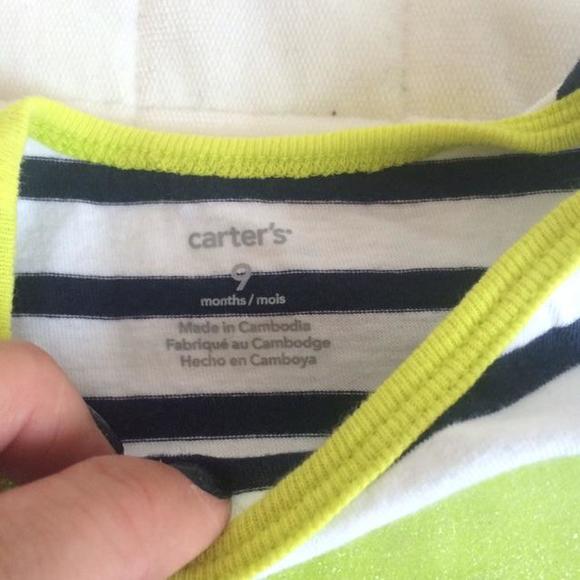 carter's
9
months / mois
Made in Cambodia
Fabriqué au Cambodge
Hecho en Camboya